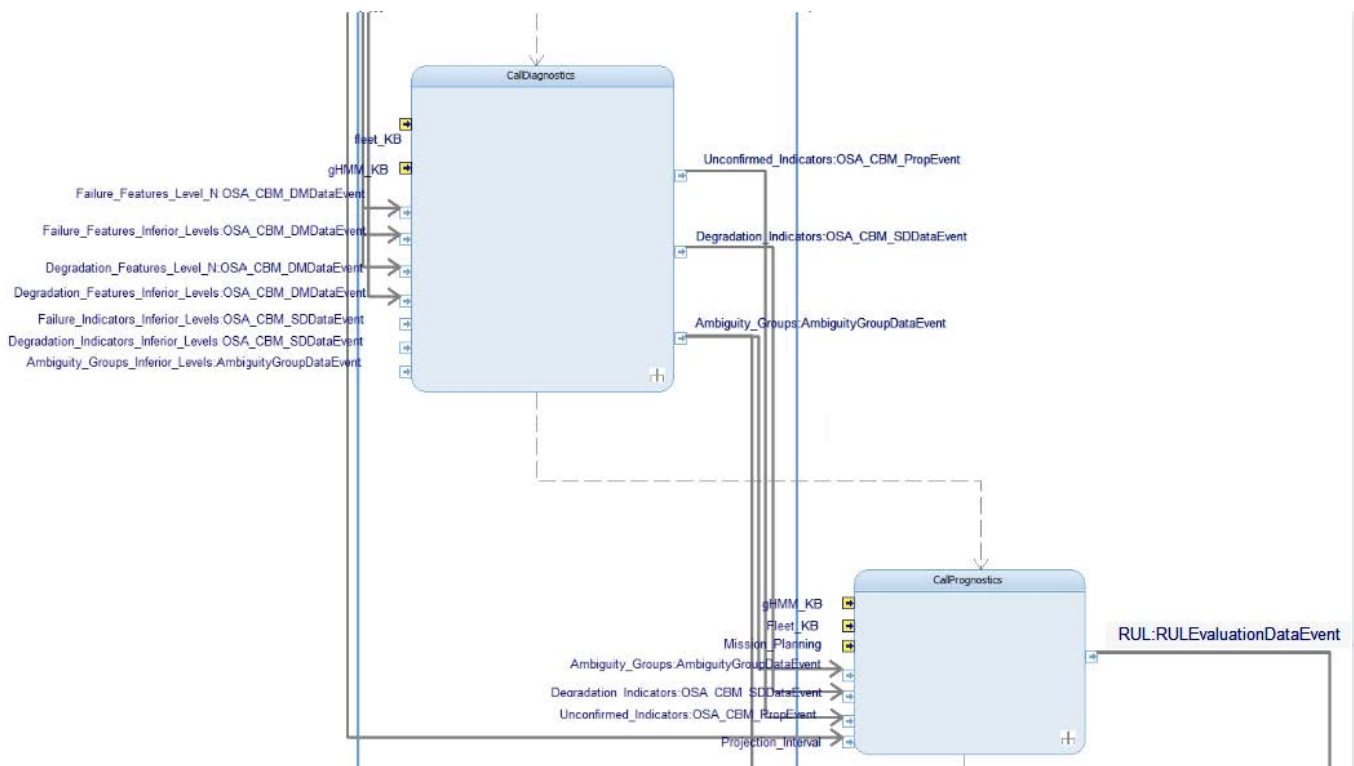 CallDiagnostics
fleet_KB
gHMM_KB
Unconfirmed_Indicators:OSA_CBM_PropEvent
Failure_Features_Level_N:OSA_CBM_DMDataEvent
Failure_Features_Inferior_Levels:OSA_CBM_DMDataEvent
Degradation_Indicators:OSA_CBM_SDDataEvent
Degradation_Features_Level_N:OSA_CBM_DMDataEvent
Degradation_Features_Inferior_Levels:OSA_CBM_DMDataEvent
Failure_Indicators_Inferior_Levels:OSA_CBM_SDDataEvent
Ambiguity_Groups:AmbiguityGroupDataEvent
Degradation_Indicators_Inferior_Levels:OSA_CBM_SDDataEvent
Ambiguity_Groups_Inferior_Levels:AmbiguityGroupDataEvent
CallPrognostics
gHMM_KB
Fleet_KB
Mission_Planning
RUL:RULEvaluationDataEvent
Ambiguity_Groups:AmbiguityGroupDataEvent
Degradation_Indicators:OSA_CBM_SDDataEvent
Unconfirmed_Indicators:OSA_CBM_PropEvent
Projection_Interval